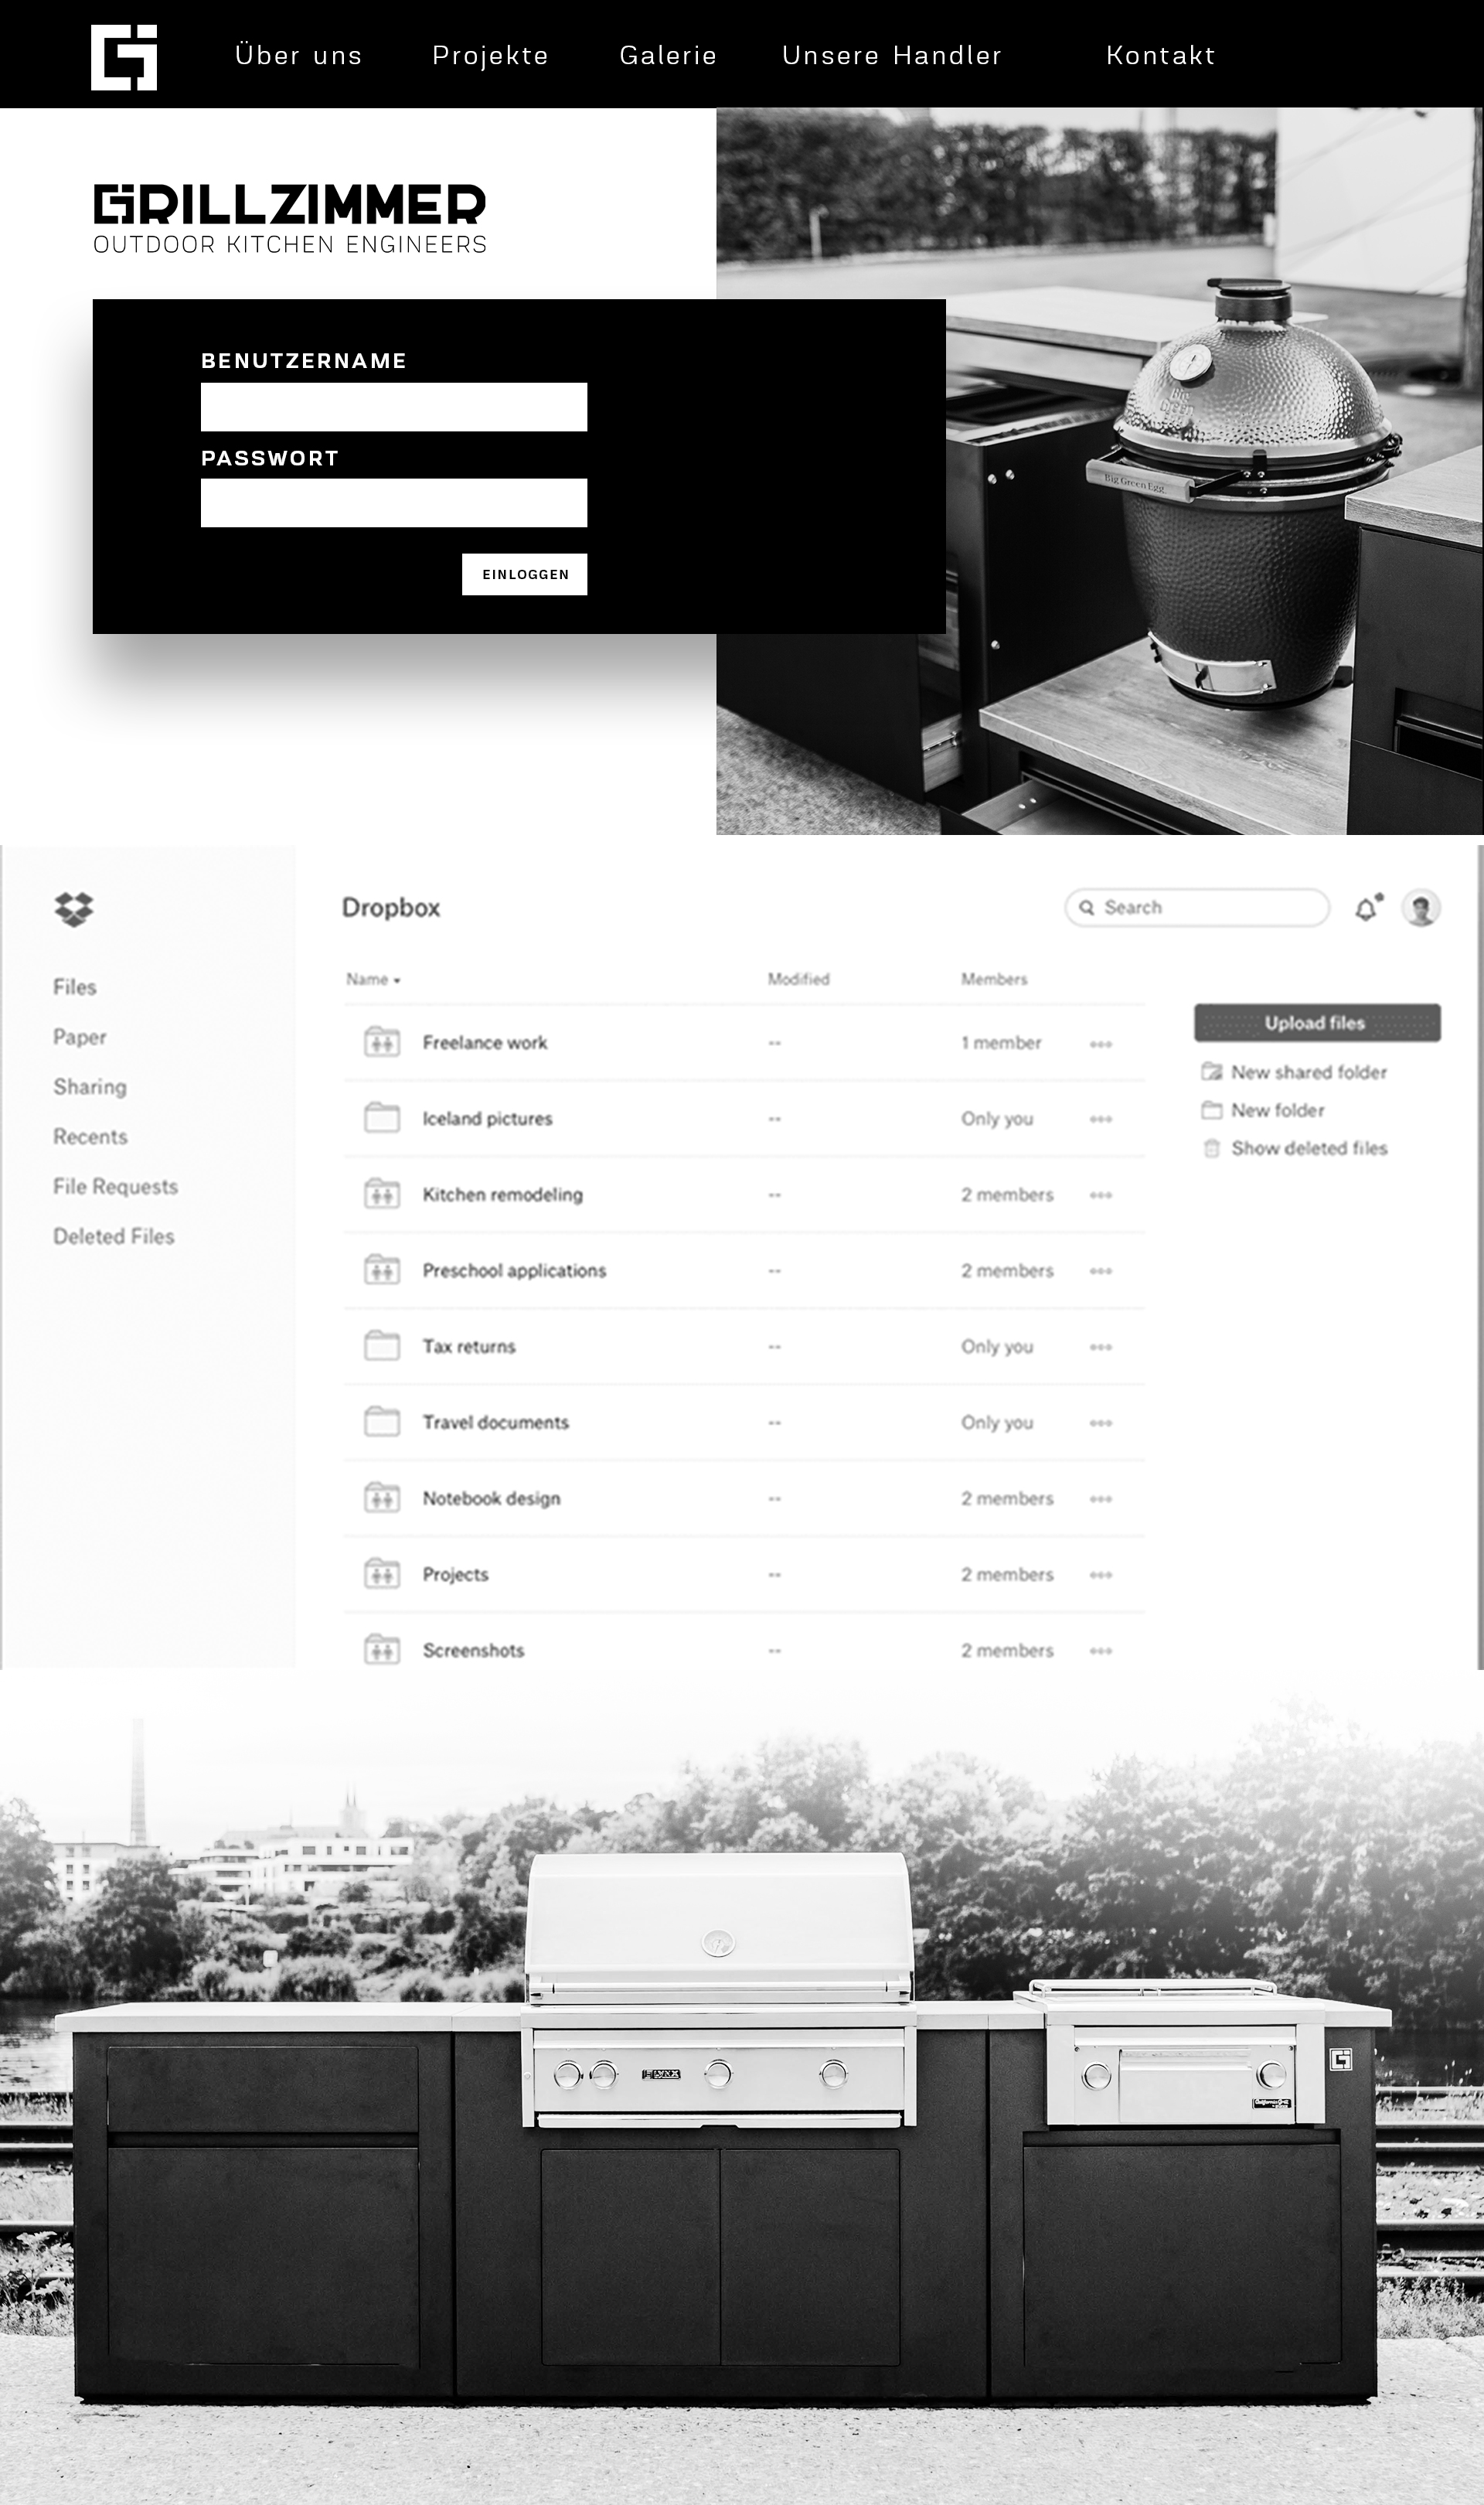 Über uns Projekte Galerie Unsere Handler Kontakt
GRILLZIMMER
OUTDOOR KITCHEN ENGINEERS
BENUTZERNAME
PASSWORT
EINLOGGEN
Big Green Egg
Dropbox
Search
Files
Paper
Sharing
Recents
File Requests
Deleted Files
Name Modified Members
Freelance work -- 1 member
Iceland pictures -- Only you
Kitchen remodeling -- 2 members
Preschool applications -- 2 members
Tax returns -- Only you
Travel documents -- Only you
Notebook design -- 2 members
Projects -- 2 members
Screenshots -- 2 members
Upload files
New shared folder
New folder
Show deleted files
LYNX